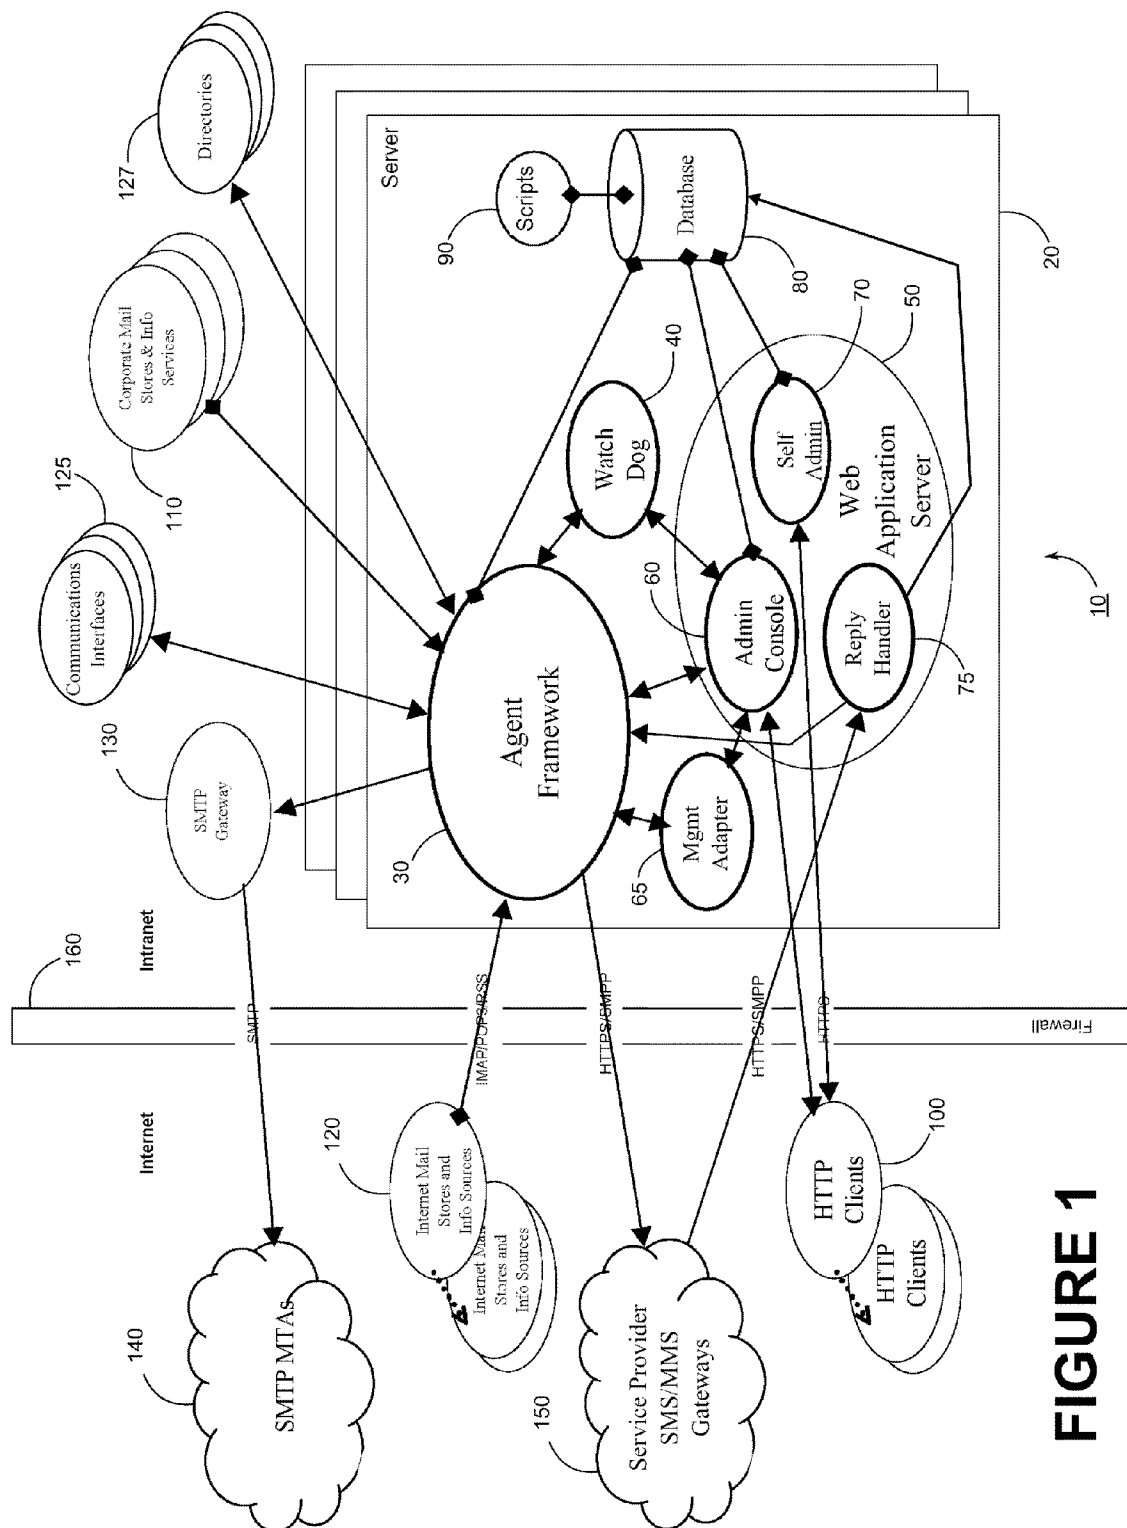 Internet
Intranet
160
140
SMTP MTAs
SMTP
130
SMTP
Gateway
125
Communications
Interfaces
110
Corporate Mail
Stores & Info
Services
127
Directories
120
Internet Mail
Stores and
Info Sources
Internet Mail
Stores and
Info Sources
IMAP/POP3/RSS
30
Agent
Framework
Server
90
Scripts
Database
80
40
Watch
Dog
150
Service Provider
SMS/MMS
Gateways
HTTPS/SMPP
65
Mgmt
Adapter
60
Admin
Console
70
Self
Admin
50
Web
Application
Server
75
Reply
Handler
HTTPS/SMPP
HTTPS
100
HTTP
Clients
HTTP
Clients
Firewall
20
10
FIGURE 1